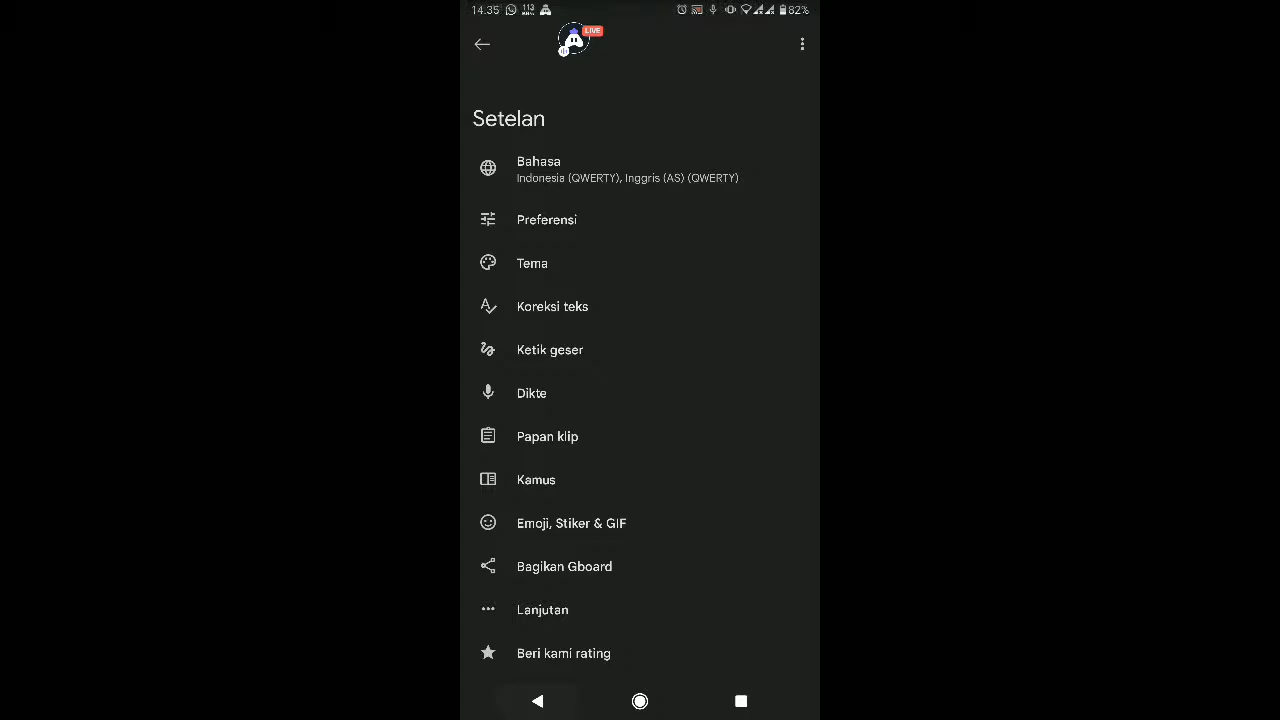 14.35
113
82%
LIVE
Setelan
Bahasa
Indonesia (QWERTY), Inggris (AS) (QWERTY)
Preferensi
Tema
Koreksi teks
Ketik geser
Dikte
Papan klip
Kamus
Emoji, Stiker & GIF
Bagikan Gboard
Lanjutan
Beri kami rating